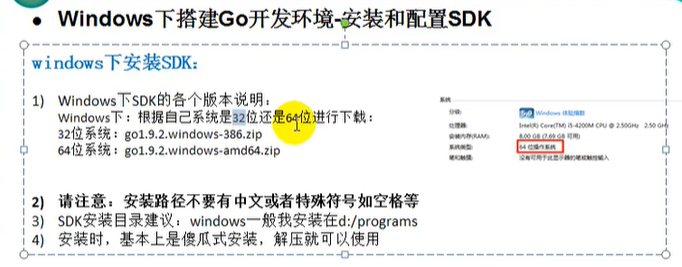 • Windows下搭建Go开发环境-安装和配置SDK
windows下安装SDK：
1) Windows下SDK的各个版本说明：
Windows下：根据自己系统是32位还是64位进行下载：
32位系统：go1.9.2.windows-386.zip
64位系统：go1.9.2.windows-amd64.zip
2) 请注意：安装路径不要有中文或者特殊符号如空格等
3) SDK安装目录建议：windows一般我安装在d:/programs
4) 安装时，基本上是傻瓜式安装，解压就可以使用
系统
分级： Windows 体验指数
处理器： Intel(R) Core(TM) i5-4200M CPU @ 2.50GHz 2.50 GH
安装内存(RAM)： 8.00 GB (7.69 GB 可用)
系统类型： 64 位操作系统
笔和触摸： 没有可用于此显示器的笔或触控输入